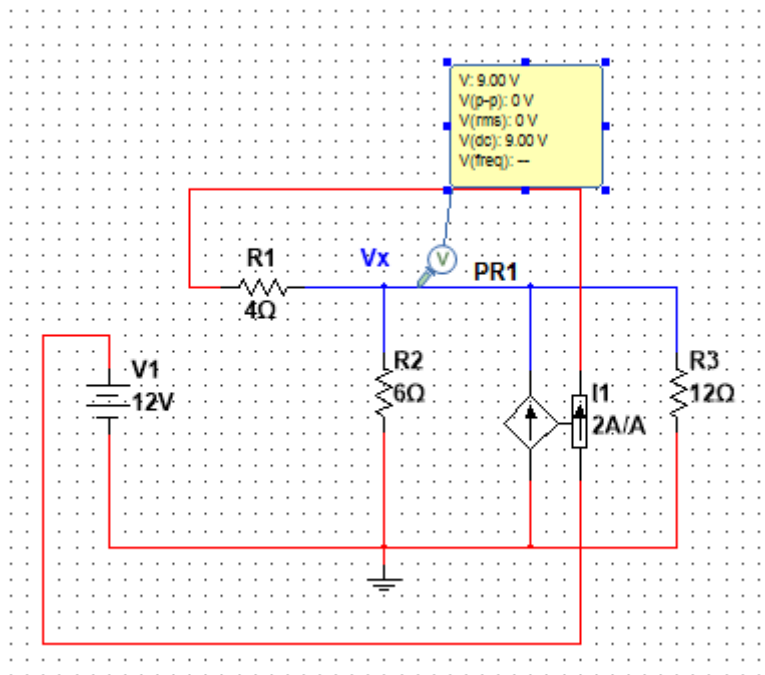 V: 9.00 V
V(p-p): 0 V
V(rms): 0 V
V(dc): 9.00 V
V(freq): --
R1
Vx
V
PR1
4Ω
V1
12V
R2
6Ω
I1
2A/A
R3
12Ω